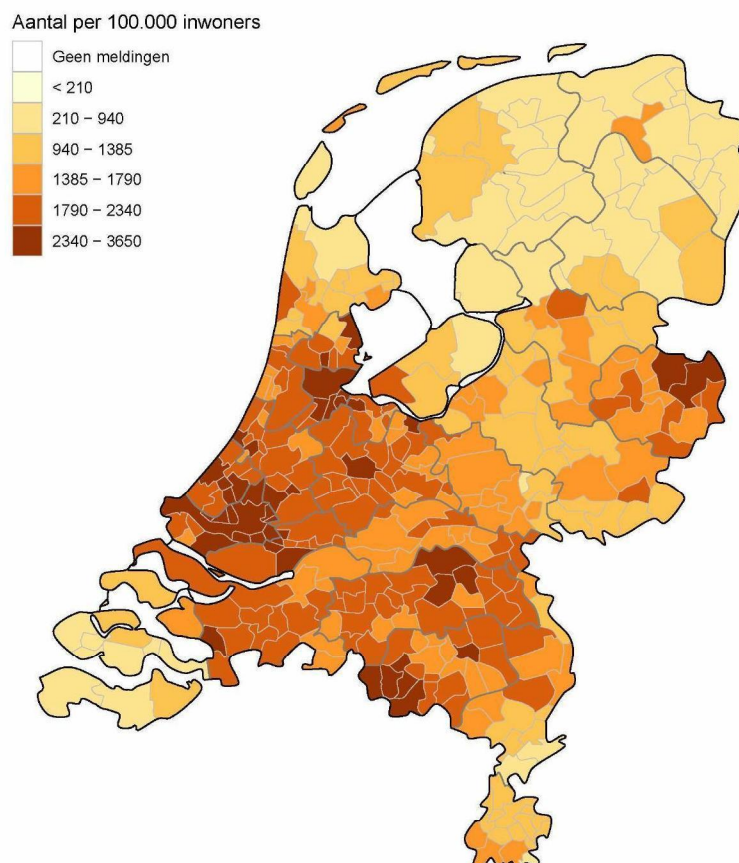 Aantal per 100.000 inwoners
Geen meldingen
< 210
210 − 940
940 − 1385
1385 − 1790
1790 − 2340
2340 − 3650